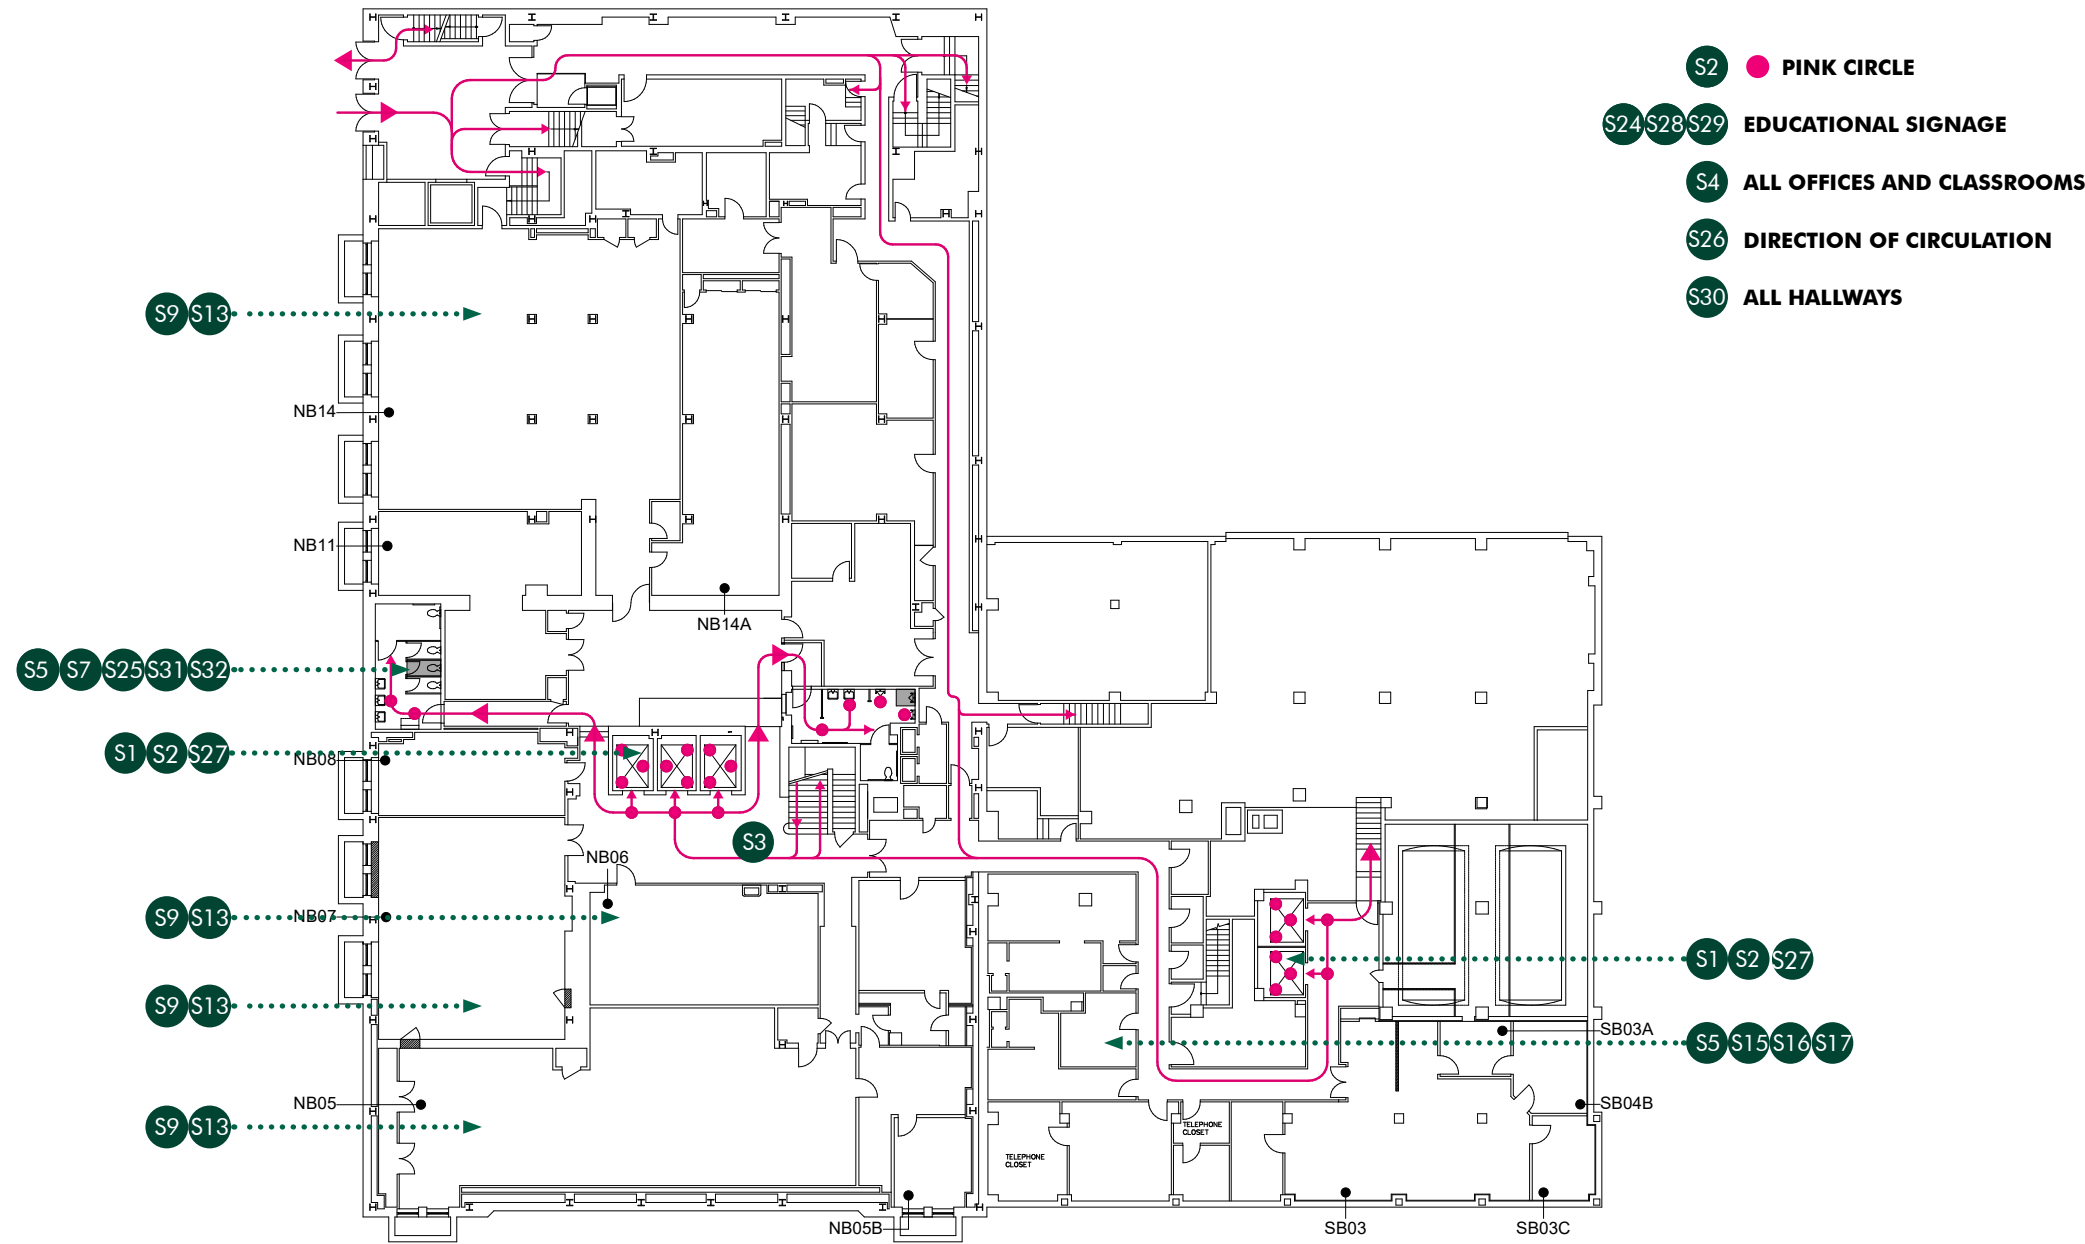 S2 PINK CIRCLE
S24 S28 S29 EDUCATIONAL SIGNAGE
S4 ALL OFFICES AND CLASSROOMS
S26 DIRECTION OF CIRCULATION
S30 ALL HALLWAYS
S9 S13
NB14
NB11
NB14A
S5 S7 S25 S31 S32
S1 S2 S27
NB08
S3
NB06
S9 S13
NB07
S1 S2 S27
S9 S13
SB03A
S5 S15 S16 S17
NB05
SB04B
S9 S13
TELEPHONE
CLOSET
TELEPHONE
CLOSET
NB05B
SB03
SB03C